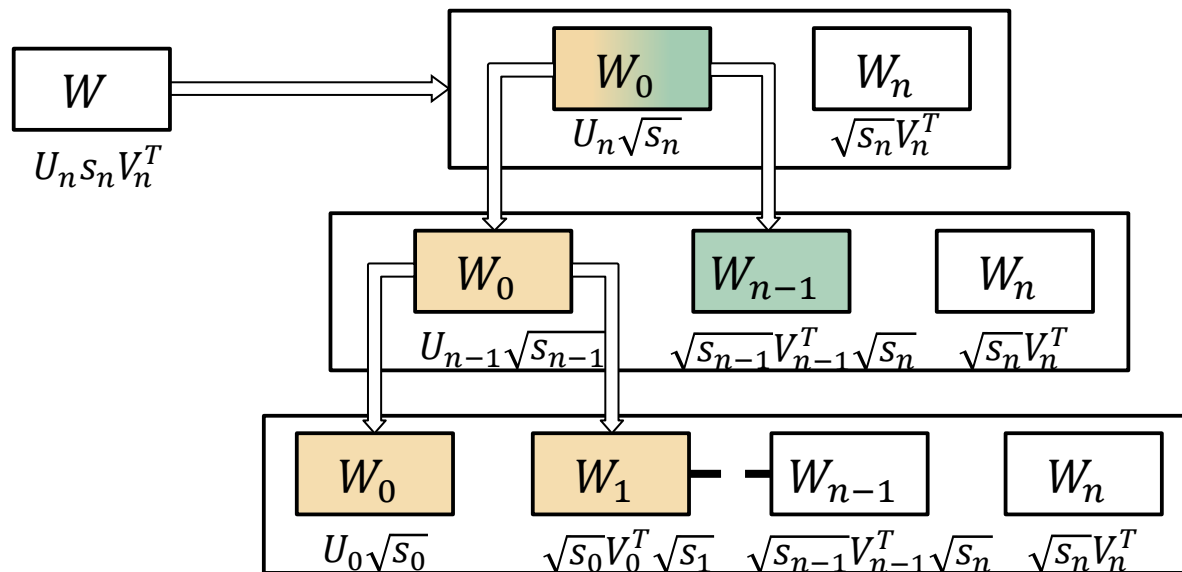 W
U_n s_n V_n^T
W_0 W_n
U_n√s_n √s_n V_n^T
W_0 W_{n−1} W_n
U_{n−1}√s_{n−1} √s_{n−1} V_{n−1}^T √s_n √s_n V_n^T
W_0 W_1 W_{n−1} W_n
U_0√s_0 √s_0 V_0^T √s_1 √s_{n−1} V_{n−1}^T √s_n √s_n V_n^T